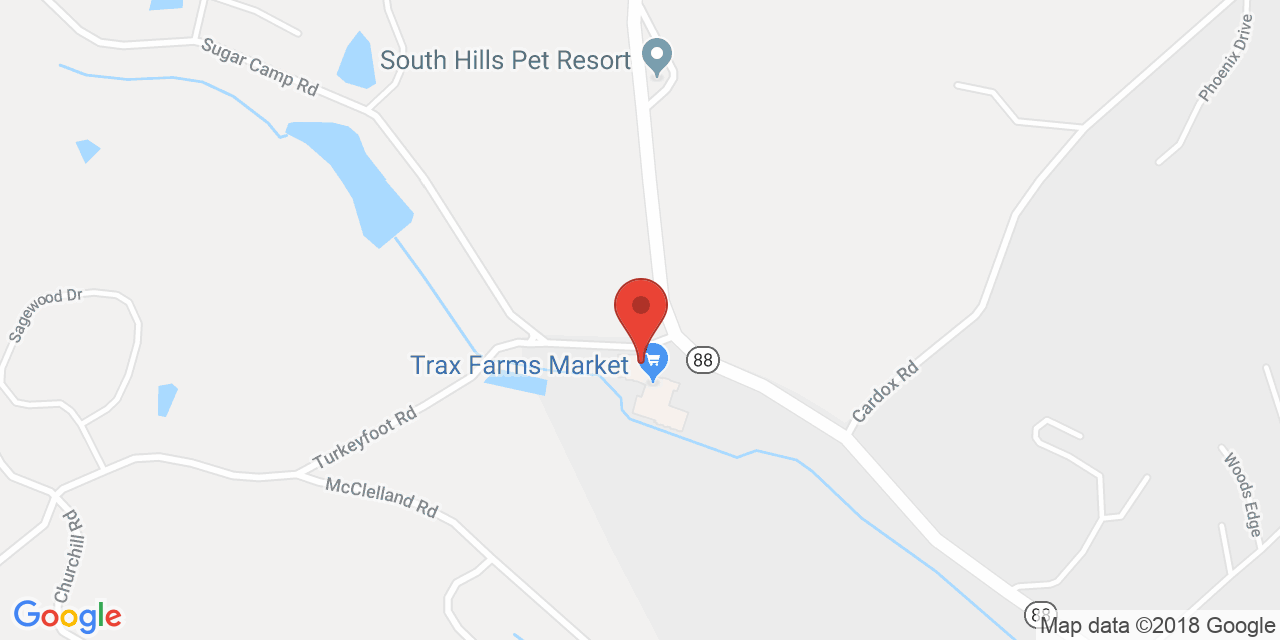 Phoenix Drive
Sugar Camp Rd
South Hills Pet Resort
Sagewood Dr
Trax Farms Market
88
Cardox Rd
Turkeyfoot Rd
McClelland Rd
Woods Edge
Churchill Rd
Google
88
Map data ©2018 Google